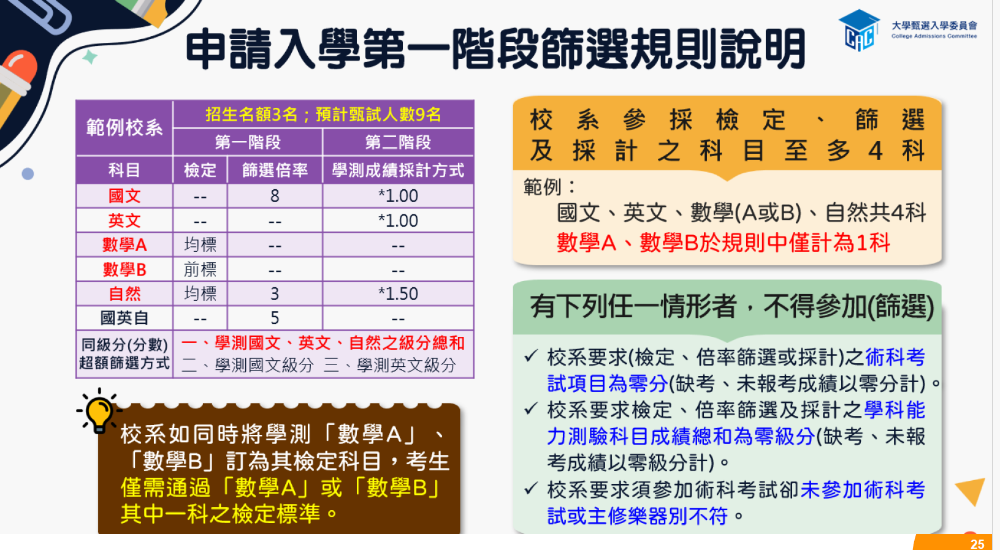 申請入學第一階段篩選規則說明
CAC
大學甄選入學委員會
College Admissions Committee
範例校系
招生名額3名；預計甄試人數9名
第一階段 第二階段
科目 檢定 篩選倍率 學測成績採計方式
國文 -- 8 *1.00
英文 -- -- *1.00
數學A 均標 -- --
數學B 前標 -- --
自然 均標 3 *1.50
國英自 -- 5 --
同級分(分數)
超額篩選方式
一、學測國文、英文、自然之級分總和
二、學測國文級分 三、學測英文級分
校系如同時將學測「數學A」、
「數學B」訂為其檢定科目，考生
僅需通過「數學A」或「數學B」
其中一科之檢定標準。
校系參採檢定、篩選
及採計之科目至多4科
範例：
國文、英文、數學(A或B)、自然共4科
數學A、數學B於規則中僅計為1科
有下列任一情形者，不得參加(篩選)
✓ 校系要求(檢定、倍率篩選或採計)之術科考
試項目為零分(缺考、未報考成績以零分計)。
✓ 校系要求檢定、倍率篩選及採計之學科能
力測驗科目成績總和為零級分(缺考、未報
考成績以零級分計)。
✓ 校系要求須參加術科考試卻未參加術科考
試或主修樂器別不符。
25